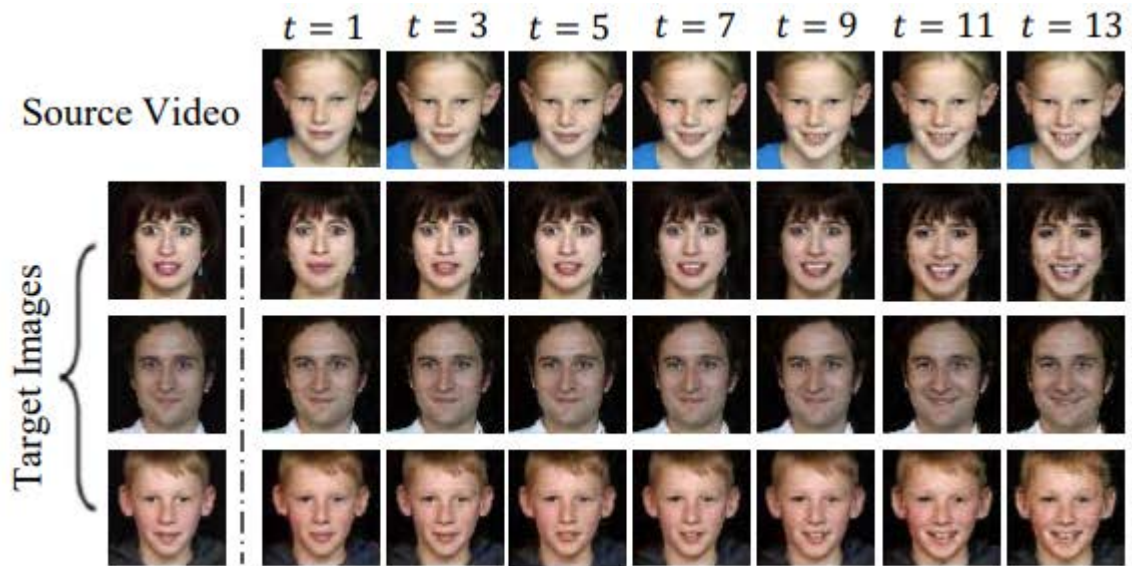 t = 1 t = 3 t = 5 t = 7 t = 9 t = 11 t = 13
Source Video
Target Images